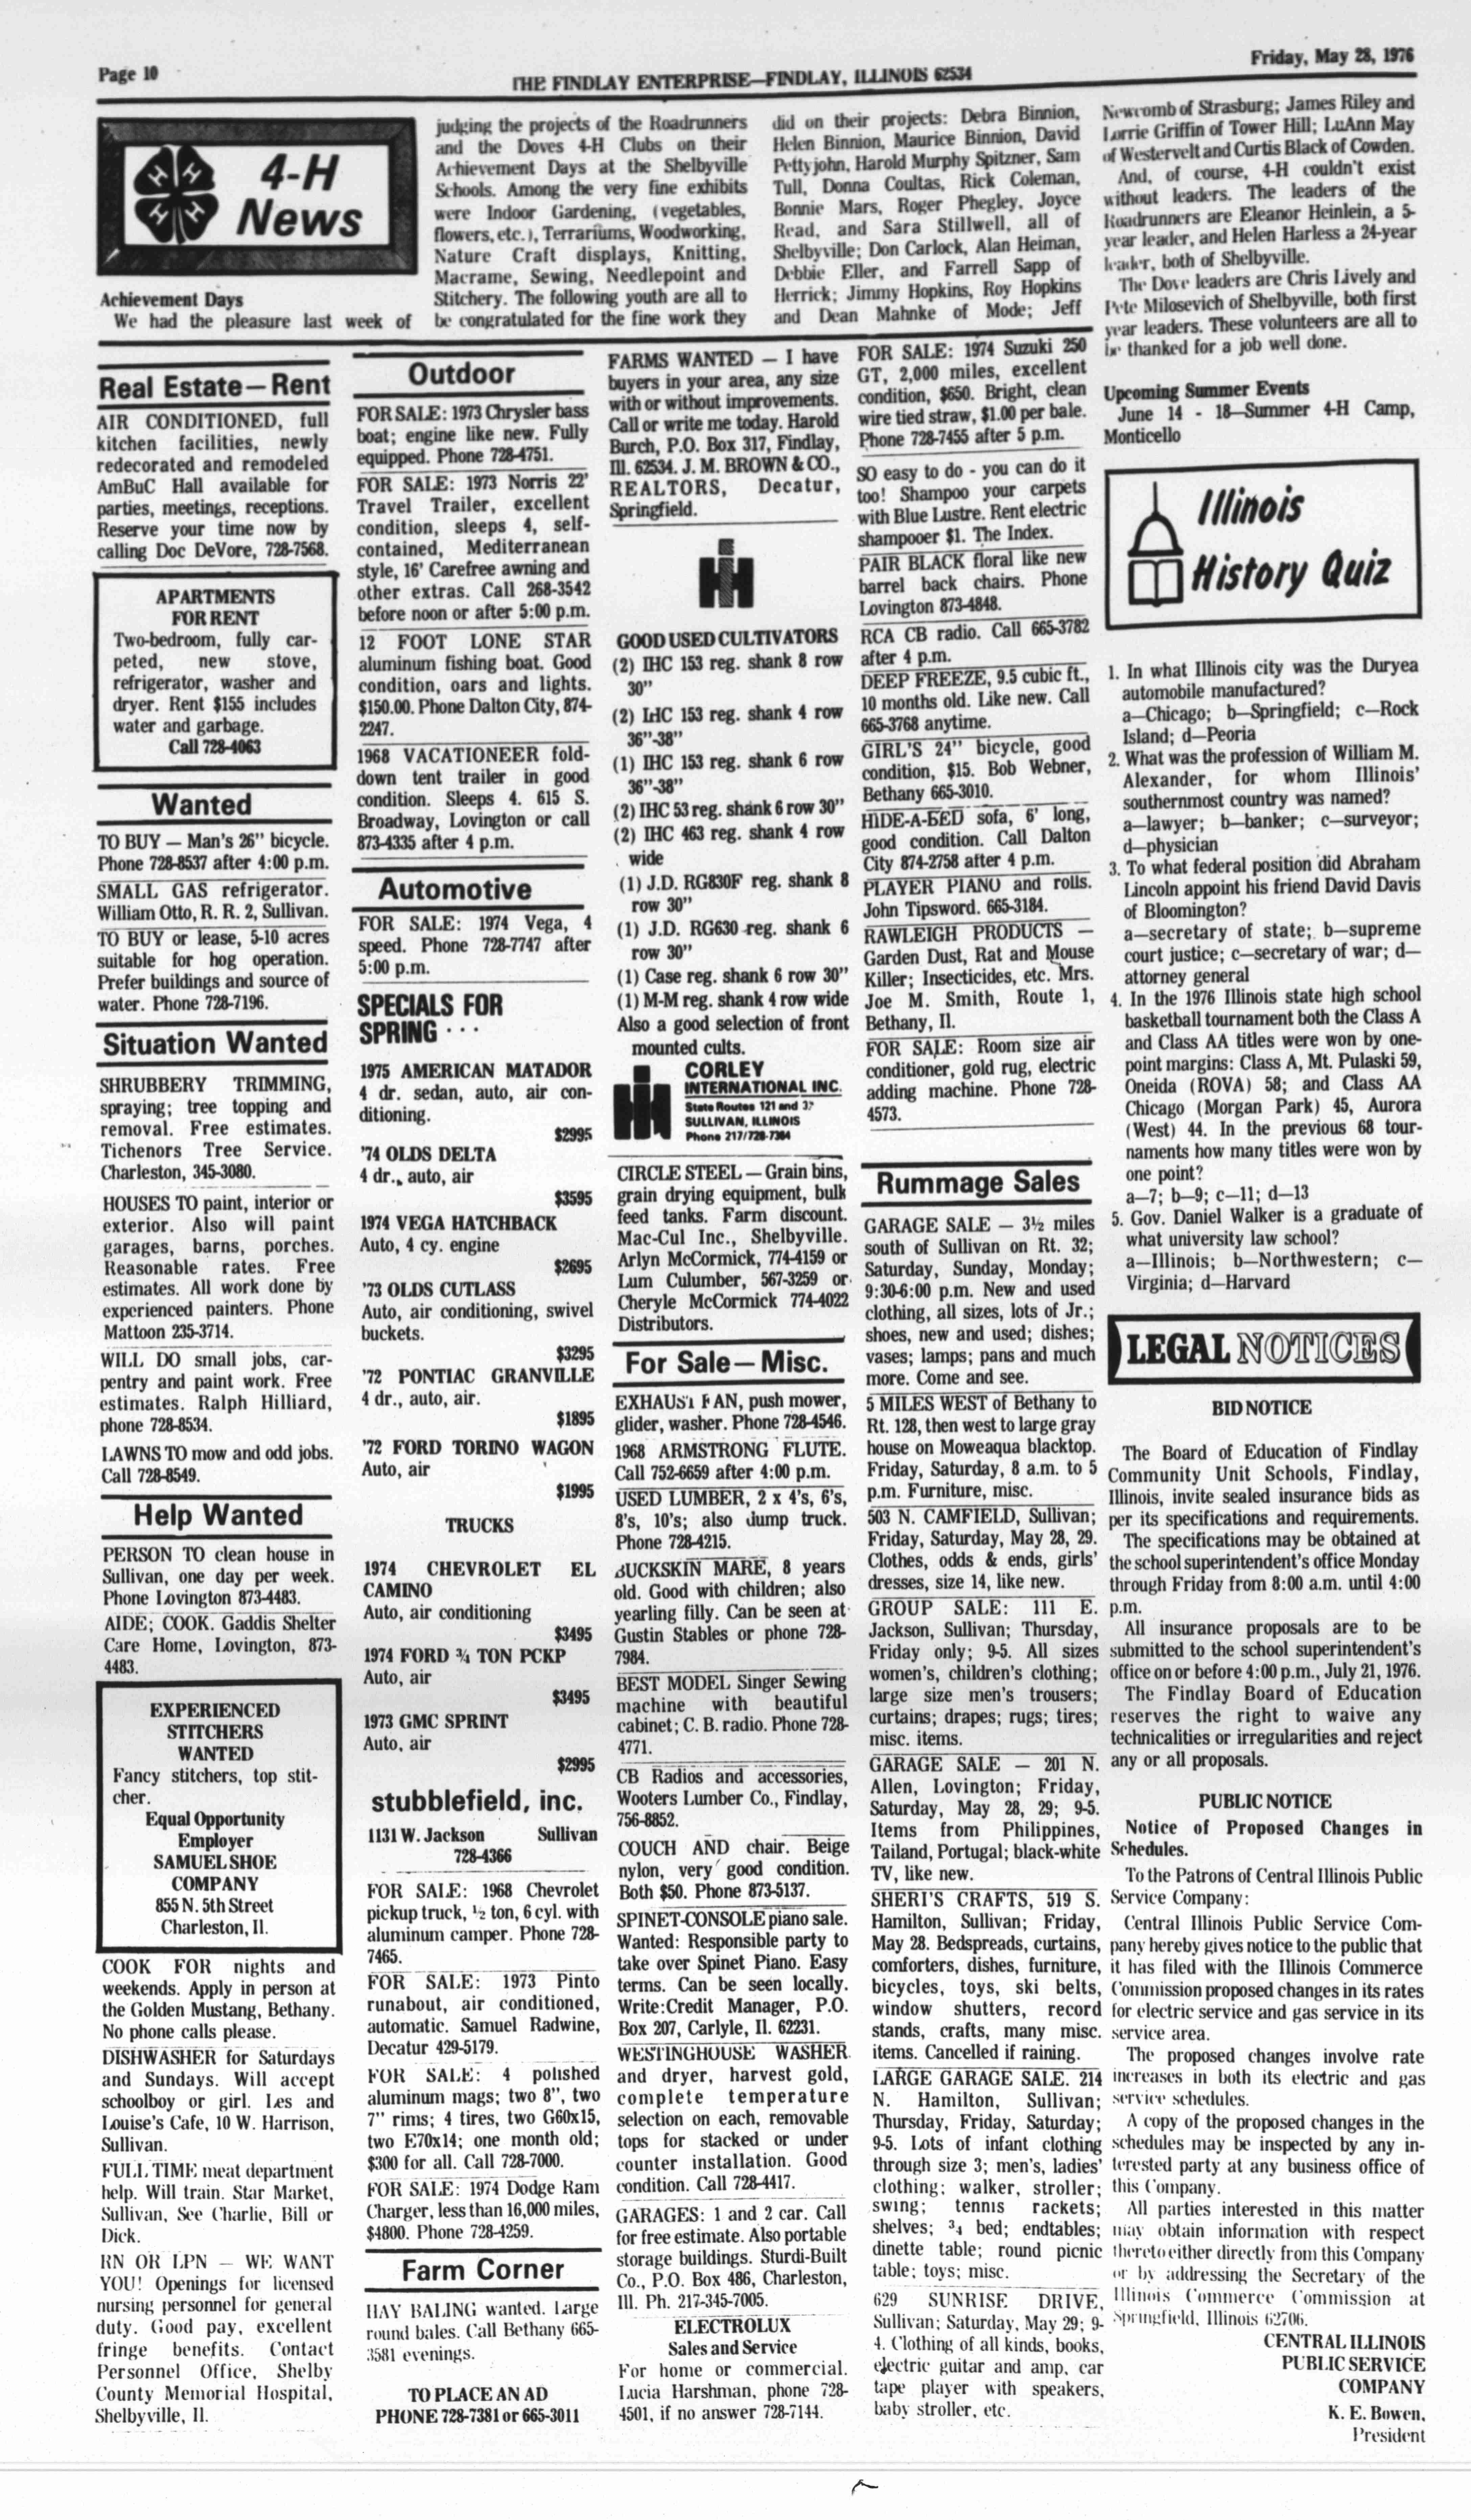 Page 10
THE FINDLAY ENTERPRISE—FINDLAY, ILLINOIS 62534
Friday, May 28, 1976
4-H
News
Achievement Days
We had the pleasure last week of
judging the projects of the Roadrunners
and the Doves 4-H Clubs on their
Achievement Days at the Shelbyville
Schools. Among the very fine exhibits
were Indoor Gardening, (vegetables,
flowers, etc.), Terrariums, Woodworking,
Nature Craft displays, Knitting,
Macrame, Sewing, Needlepoint and
Stitchery. The following youth are all to
be congratulated for the fine work they
did on their projects: Debra Binnion,
Helen Binnion, Maurice Binnion, David
Pettyjohn, Harold Murphy Spitzner, Sam
Tull, Donna Coultas, Rick Coleman,
Bonnie Mars, Roger Phegley, Joyce
Read, and Sara Stillwell, all of
Shelbyville; Don Carlock, Alan Heiman,
Debbie Eller, and Farrell Sapp of
Herrick; Jimmy Hopkins, Roy Hopkins
and Dean Mahnke of Mode; Jeff
Newcomb of Strasburg; James Riley and
Lorrie Griffin of Tower Hill; LuAnn May
of Westervelt and Curtis Black of Cowden.
And, of course, 4-H couldn't exist
without leaders. The leaders of the
Roadrunners are Eleanor Heinlein, a 5-
year leader, and Helen Harless a 24-year
leader, both of Shelbyville.
The Dove leaders are Chris Lively and
Pete Milosevich of Shelbyville, both first
year leaders. These volunteers are all to
be thanked for a job well done.
Upcoming Summer Events
June 14 - 18—Summer 4-H Camp,
Monticello
Real Estate—Rent
AIR CONDITIONED, full
kitchen facilities, newly
redecorated and remodeled
AmBuC Hall available for
parties, meetings, receptions.
Reserve your time now by
calling Doc DeVore, 728-7568.
APARTMENTS
FOR RENT
Two-bedroom, fully car-
peted, new stove,
refrigerator, washer and
dryer. Rent $155 includes
water and garbage.
Call 728-4063
Wanted
TO BUY — Man's 26" bicycle.
Phone 728-8537 after 4:00 p.m.
SMALL GAS refrigerator.
William Otto, R. R. 2, Sullivan.
TO BUY or lease, 5-10 acres
suitable for hog operation.
Prefer buildings and source of
water. Phone 728-7196.
Situation Wanted
SHRUBBERY TRIMMING,
spraying; tree topping and
removal. Free estimates.
Tichenors Tree Service.
Charleston, 345-3080.
HOUSES TO paint, interior or
exterior. Also will paint
garages, barns, porches.
Reasonable rates. Free
estimates. All work done by
experienced painters. Phone
Mattoon 235-3714.
WILL DO small jobs, car-
pentry and paint work. Free
estimates. Ralph Hilliard,
phone 728-8534.
LAWNS TO mow and odd jobs.
Call 728-8549.
Help Wanted
PERSON TO clean house in
Sullivan, one day per week.
Phone Lovington 873-4483.
AIDE; COOK. Gaddis Shelter
Care Home, Lovington, 873-
4483.
EXPERIENCED
STITCHERS
WANTED
Fancy stitchers, top stit-
cher.
Equal Opportunity
Employer
SAMUEL SHOE
COMPANY
855 N. 5th Street
Charleston, Il.
COOK FOR nights and
weekends. Apply in person at
the Golden Mustang, Bethany.
No phone calls please.
DISHWASHER for Saturdays
and Sundays. Will accept
schoolboy or girl. Les and
Louise's Cafe, 10 W. Harrison,
Sullivan.
FULL TIME meat department
help. Will train. Star Market,
Sullivan, See Charlie, Bill or
Dick.
RN OR LPN — WE WANT
YOU! Openings for licensed
nursing personnel for general
duty. Good pay, excellent
fringe benefits. Contact
Personnel Office, Shelby
County Memorial Hospital,
Shelbyville, Il.
Outdoor
FOR SALE: 1973 Chrysler bass
boat; engine like new. Fully
equipped. Phone 728-4751.
FOR SALE: 1973 Norris 22'
Travel Trailer, excellent
condition, sleeps 4, self-
contained, Mediterranean
style, 16' Carefree awning and
other extras. Call 268-3542
before noon or after 5:00 p.m.
12 FOOT LONE STAR
aluminum fishing boat. Good
condition, oars and lights.
$150.00. Phone Dalton City, 874-
2247.
1968 VACATIONEER fold-
down tent trailer in good
condition. Sleeps 4. 615 S.
Broadway, Lovington or call
873-4335 after 4 p.m.
Automotive
FOR SALE: 1974 Vega, 4
speed. Phone 728-7747 after
5:00 p.m.
SPECIALS FOR
SPRING . . .
1975 AMERICAN MATADOR
4 dr. sedan, auto, air con-
ditioning.
$2995
'74 OLDS DELTA
4 dr., auto, air
$3595
1974 VEGA HATCHBACK
Auto, 4 cy. engine
$2695
'73 OLDS CUTLASS
Auto, air conditioning, swivel
buckets.
$3295
'72 PONTIAC GRANVILLE
4 dr., auto, air.
$1895
'72 FORD TORINO WAGON
Auto, air
$1995
TRUCKS
1974 CHEVROLET EL
CAMINO
Auto, air conditioning
$3495
1974 FORD ¾ TON PCKP
Auto, air
$3495
1973 GMC SPRINT
Auto, air
$2995
stubblefield, inc.
1131 W. Jackson Sullivan
728-4366
FOR SALE: 1968 Chevrolet
pickup truck, ½ ton, 6 cyl. with
aluminum camper. Phone 728-
7465.
FOR SALE: 1973 Pinto
runabout, air conditioned,
automatic. Samuel Radwine,
Decatur 429-5179.
FOR SALE: 4 polished
aluminum mags; two 8", two
7" rims; 4 tires, two G60x15,
two E70x14; one month old;
$300 for all. Call 728-7000.
FOR SALE: 1974 Dodge Ram
Charger, less than 16,000 miles,
$4800. Phone 728-4259.
Farm Corner
HAY BALING wanted. Large
round bales. Call Bethany 665-
3581 evenings.
TO PLACE AN AD
PHONE 728-7381 or 665-3011
FARMS WANTED — I have
buyers in your area, any size
with or without improvements.
Call or write me today. Harold
Burch, P.O. Box 317, Findlay,
Ill. 62534. J. M. BROWN & CO.,
REALTORS, Decatur,
Springfield.
GOOD USED CULTIVATORS
(2) IHC 153 reg. shank 8 row
30"
(2) IHC 153 reg. shank 4 row
36"-38"
(1) IHC 153 reg. shank 6 row
36"-38"
(2) IHC 53 reg. shank 6 row 30"
(2) IHC 463 reg. shank 4 row
wide
(1) J.D. RG830F reg. shank 8
row 30"
(1) J.D. RG630 reg. shank 6
row 30"
(1) Case reg. shank 6 row 30"
(1) M-M reg. shank 4 row wide
Also a good selection of front
mounted cults.
CORLEY
INTERNATIONAL INC.
State Routes 121 and 32
SULLIVAN, ILLINOIS
Phone 217/728-7364
CIRCLE STEEL — Grain bins,
grain drying equipment, bulk
feed tanks. Farm discount.
Mac-Cul Inc., Shelbyville.
Arlyn McCormick, 774-4159 or
Lum Culumber, 567-3259 or
Cheryle McCormick 774-4022
Distributors.
For Sale—Misc.
EXHAUST FAN, push mower,
glider, washer. Phone 728-4546.
1968 ARMSTRONG FLUTE.
Call 752-6659 after 4:00 p.m.
USED LUMBER, 2 x 4's, 6's,
8's, 10's; also dump truck.
Phone 728-4215.
BUCKSKIN MARE, 8 years
old. Good with children; also
yearling filly. Can be seen at
Gustin Stables or phone 728-
7984.
BEST MODEL Singer Sewing
machine with beautiful
cabinet; C. B. radio. Phone 728-
4771.
CB Radios and accessories,
Wooters Lumber Co., Findlay,
756-8852.
COUCH AND chair. Beige
nylon, very good condition.
Both $50. Phone 873-5137.
SPINET-CONSOLE piano sale.
Wanted: Responsible party to
take over Spinet Piano. Easy
terms. Can be seen locally.
Write: Credit Manager, P.O.
Box 207, Carlyle, Il. 62231.
WESTINGHOUSE WASHER
and dryer, harvest gold,
complete temperature
selection on each, removable
tops for stacked or under
counter installation. Good
condition. Call 728-4417.
GARAGES: 1 and 2 car. Call
for free estimate. Also portable
storage buildings. Sturdi-Built
Co., P.O. Box 486, Charleston,
Ill. Ph. 217-345-7005.
ELECTROLUX
Sales and Service
For home or commercial.
Lucia Harshman, phone 728-
4501, if no answer 728-7144.
FOR SALE: 1974 Suzuki 250
GT, 2,000 miles, excellent
condition, $650. Bright, clean
wire tied straw, $1.00 per bale.
Phone 728-7455 after 5 p.m.
SO easy to do - you can do it
too! Shampoo your carpets
with Blue Lustre. Rent electric
shampooer $1. The Index.
PAIR BLACK floral like new
barrel back chairs. Phone
Lovington 873-4848.
RCA CB radio. Call 665-3782
after 4 p.m.
DEEP FREEZE, 9.5 cubic ft.,
10 months old. Like new. Call
665-3768 anytime.
GIRL'S 24" bicycle, good
condition, $15. Bob Webner,
Bethany 665-3010.
HIDE-A-BED sofa, 6' long,
good condition. Call Dalton
City 874-2758 after 4 p.m.
PLAYER PIANO and rolls.
John Tipsword. 665-3184.
RAWLEIGH PRODUCTS —
Garden Dust, Rat and Mouse
Killer; Insecticides, etc. Mrs.
Joe M. Smith, Route 1,
Bethany, Il.
FOR SALE: Room size air
conditioner, gold rug, electric
adding machine. Phone 728-
4573.
Rummage Sales
GARAGE SALE — 3½ miles
south of Sullivan on Rt. 32;
Saturday, Sunday, Monday;
9:30-6:00 p.m. New and used
clothing, all sizes, lots of Jr.;
shoes, new and used; dishes;
vases; lamps; pans and much
more. Come and see.
5 MILES WEST of Bethany to
Rt. 128, then west to large gray
house on Moweaqua blacktop.
Friday, Saturday, 8 a.m. to 5
p.m. Furniture, misc.
503 N. CAMFIELD, Sullivan;
Friday, Saturday, May 28, 29.
Clothes, odds & ends, girls'
dresses, size 14, like new.
GROUP SALE: 111 E.
Jackson, Sullivan; Thursday,
Friday only; 9-5. All sizes
women's, children's clothing;
large size men's trousers;
curtains; drapes; rugs; tires;
misc. items.
GARAGE SALE — 201 N.
Allen, Lovington; Friday,
Saturday, May 28, 29; 9-5.
Items from Philippines,
Tailand, Portugal; black-white
TV, like new.
SHERI'S CRAFTS, 519 S.
Hamilton, Sullivan; Friday,
May 28. Bedspreads, curtains,
comforters, dishes, furniture,
bicycles, toys, ski belts,
window shutters, record
stands, crafts, many misc.
items. Cancelled if raining.
LARGE GARAGE SALE. 214
N. Hamilton, Sullivan;
Thursday, Friday, Saturday;
9-5. Lots of infant clothing
through size 3; men's, ladies'
clothing; walker, stroller;
swing; tennis rackets;
shelves; ¾ bed; endtables;
dinette table; round picnic
table; toys; misc.
629 SUNRISE DRIVE,
Sullivan; Saturday, May 29; 9-
4. Clothing of all kinds, books,
electric guitar and amp, car
tape player with speakers,
baby stroller, etc.
Illinois
History Quiz
1. In what Illinois city was the Duryea
automobile manufactured?
a—Chicago; b—Springfield; c—Rock
Island; d—Peoria
2. What was the profession of William M.
Alexander, for whom Illinois'
southernmost country was named?
a—lawyer; b—banker; c—surveyor;
d—physician
3. To what federal position did Abraham
Lincoln appoint his friend David Davis
of Bloomington?
a—secretary of state; b—supreme
court justice; c—secretary of war; d—
attorney general
4. In the 1976 Illinois state high school
basketball tournament both the Class A
and Class AA titles were won by one-
point margins: Class A, Mt. Pulaski 59,
Oneida (ROVA) 58; and Class AA
Chicago (Morgan Park) 45, Aurora
(West) 44. In the previous 68 tour-
naments how many titles were won by
one point?
a—7; b—9; c—11; d—13
5. Gov. Daniel Walker is a graduate of
what university law school?
a—Illinois; b—Northwestern; c—
Virginia; d—Harvard
LEGAL NOTICES
BID NOTICE
The Board of Education of Findlay
Community Unit Schools, Findlay,
Illinois, invite sealed insurance bids as
per its specifications and requirements.
The specifications may be obtained at
the school superintendent's office Monday
through Friday from 8:00 a.m. until 4:00
p.m.
All insurance proposals are to be
submitted to the school superintendent's
office on or before 4:00 p.m., July 21, 1976.
The Findlay Board of Education
reserves the right to waive any
technicalities or irregularities and reject
any or all proposals.
PUBLIC NOTICE
Notice of Proposed Changes in
Schedules.
To the Patrons of Central Illinois Public
Service Company:
Central Illinois Public Service Com-
pany hereby gives notice to the public that
it has filed with the Illinois Commerce
Commission proposed changes in its rates
for electric service and gas service in its
service area.
The proposed changes involve rate
increases in both its electric and gas
service schedules.
A copy of the proposed changes in the
schedules may be inspected by any in-
terested party at any business office of
this Company.
All parties interested in this matter
may obtain information with respect
thereto either directly from this Company
or by addressing the Secretary of the
Illinois Commerce Commission at
Springfield, Illinois 62706.
CENTRAL ILLINOIS
PUBLIC SERVICE
COMPANY
K. E. Bowen,
President